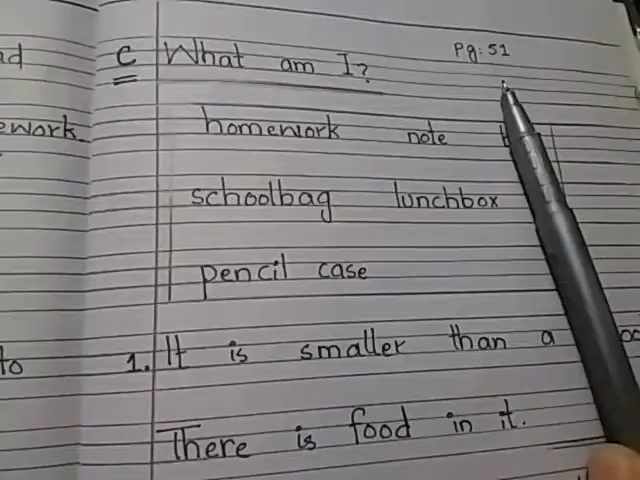 c What am I? Pg: 51
homework note
schoolbag lunchbox
pencil case
1. It is smaller than a
There is food in it.
ework
to